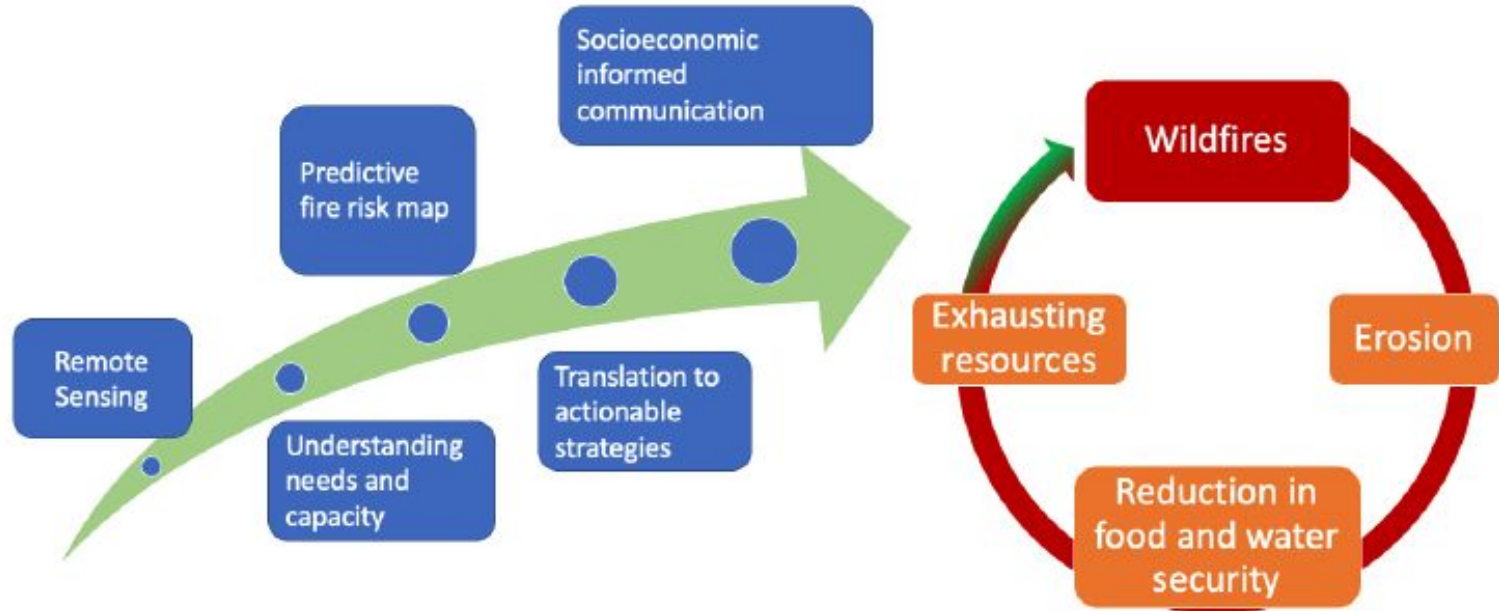 Socioeconomic
informed
communication
Predictive
fire risk map
Remote
Sensing
Understanding
needs and
capacity
Translation to
actionable
strategies
Wildfires
Erosion
Reduction in
food and water
security
Exhausting
resources